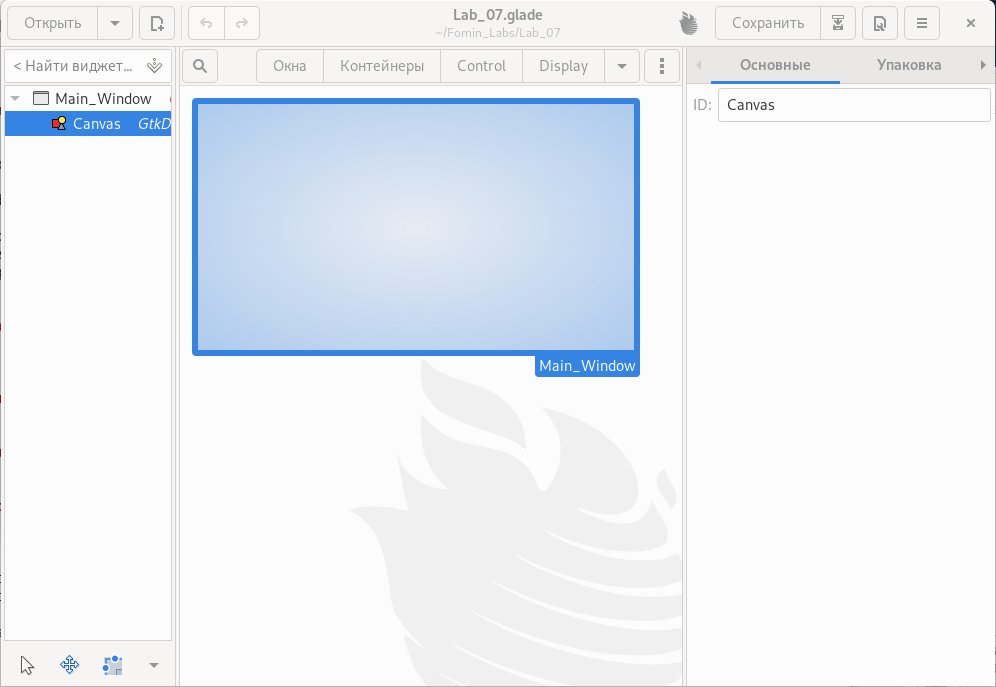 Открыть
Lab_07.glade
~/Fomin_Labs/Lab_07
Сохранить
< Найти виджет…
Окна
Контейнеры
Control
Display
Основные
Упаковка
Main_Window
Canvas GtkD
ID:
Canvas
Main_Window